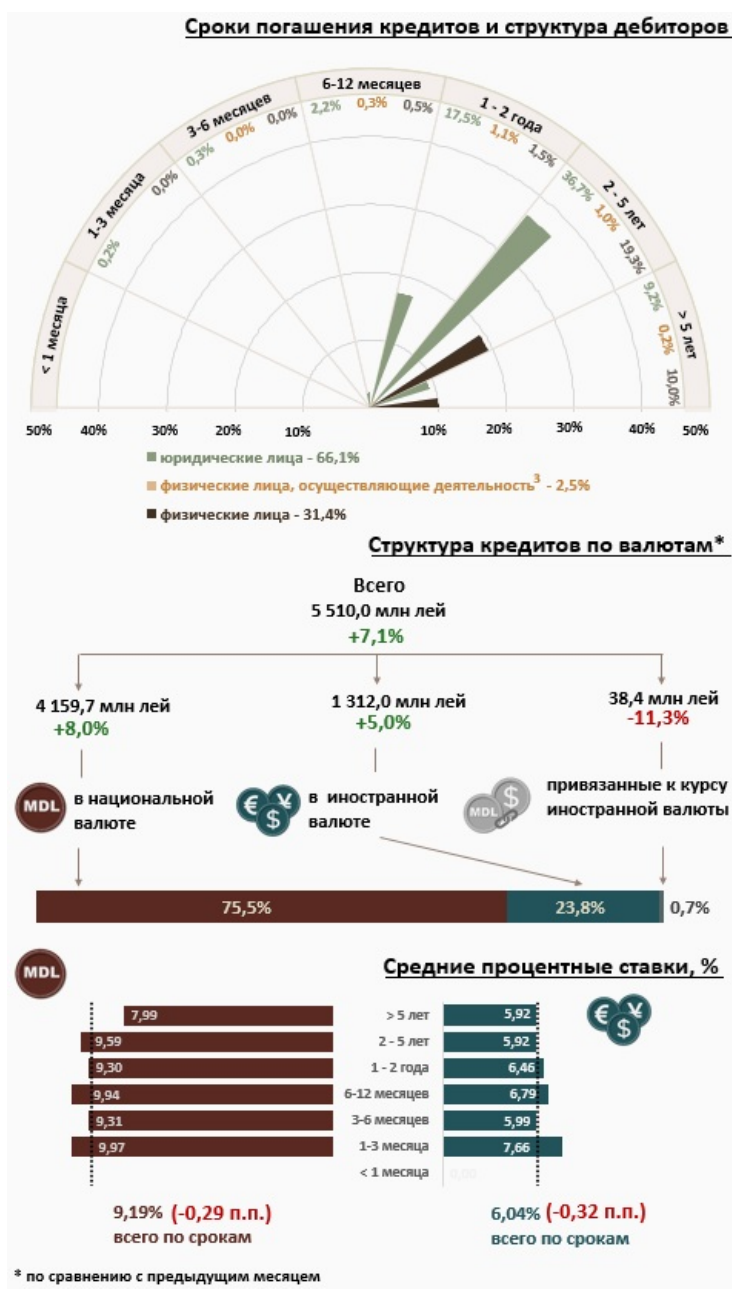 Сроки погашения кредитов и структура дебиторов
< 1 месяца
1-3 месяца
3-6 месяцев
6-12 месяцев
1 - 2 года
2 - 5 лет
> 5 лет
0,2%
0,0%
0,3%
0,0%
0,0%
2,2%
0,3%
0,5%
17,5%
1,1%
1,5%
36,7%
1,0%
19,3%
9,2%
0,2%
10,0%
50% 40% 30% 20% 10% 10% 20% 30% 40% 50%
юридические лица - 66,1%
физические лица, осуществляющие деятельность3 - 2,5%
физические лица - 31,4%
Структура кредитов по валютам*
Всего
5 510,0 млн лей
+7,1%
4 159,7 млн лей
+8,0%
1 312,0 млн лей
+5,0%
38,4 млн лей
-11,3%
MDL
в национальной
валюте
€ ¥ $
в иностранной
валюте
MDL $
привязанные к курсу
иностранной валюты
75,5% 23,8% 0,7%
MDL
Средние процентные ставки, %
€ ¥ $
7,99 > 5 лет 5,92
9,59 2 - 5 лет 5,92
9,30 1 - 2 года 6,46
9,94 6-12 месяцев 6,79
9,31 3-6 месяцев 5,99
9,97 1-3 месяца 7,66
< 1 месяца 0,00
9,19% (-0,29 п.п.)
всего по срокам
6,04% (-0,32 п.п.)
всего по срокам
* по сравнению с предыдущим месяцем